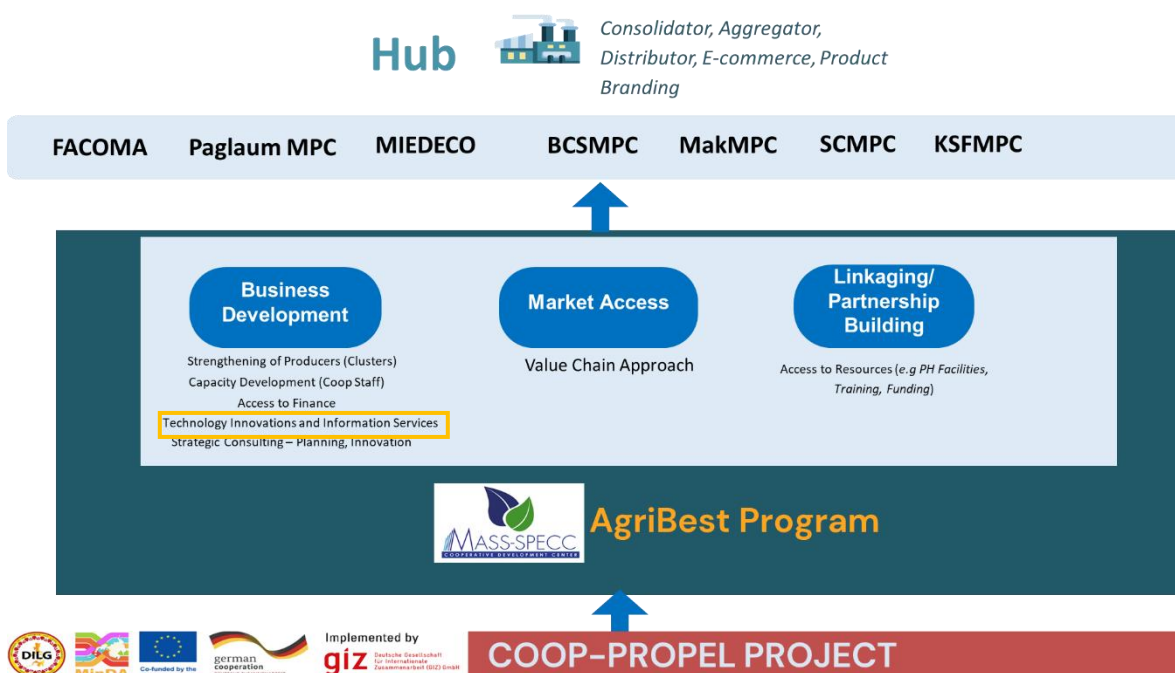 Hub
Consolidator, Aggregator,
Distributor, E-commerce, Product
Branding
FACOMA Paglaum MPC MIEDECO BCSMPC MakMPC SCMPC KSFMPC
Business
Development
Strengthening of Producers (Clusters)
Capacity Development (Coop Staff)
Access to Finance
Technology Innovations and Information Services
Strategic Consulting – Planning, Innovation
Market Access
Value Chain Approach
Linkaging/
Partnership
Building
Access to Resources (e.g PH Facilities,
Training, Funding)
MASS-SPECC
COOPERATIVE DEVELOPMENT CENTER
AgriBest Program
DILG
MinDA
Co-funded by the
german
cooperation
Implemented by
giz Deutsche Gesellschaft
für Internationale
Zusammenarbeit (GIZ) GmbH
COOP-PROPEL PROJECT